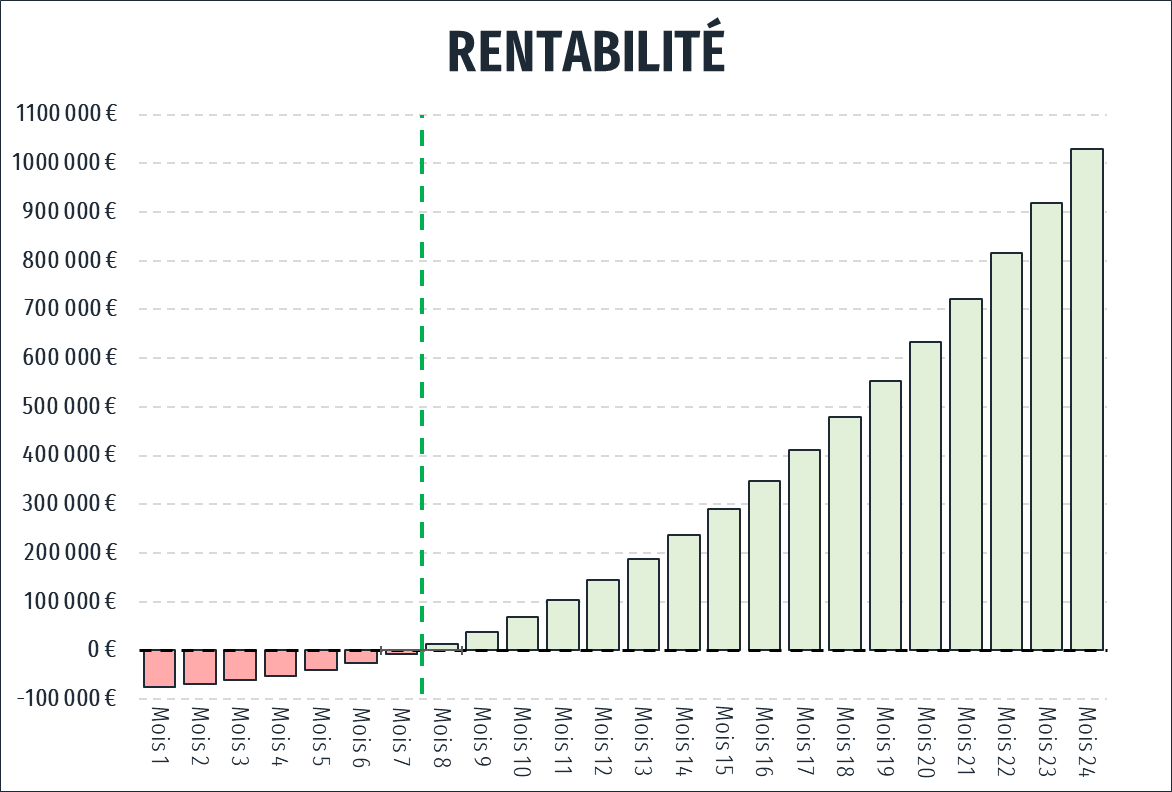 RENTABILITÉ
1100 000 €
1000 000 €
900 000 €
800 000 €
700 000 €
600 000 €
500 000 €
400 000 €
300 000 €
200 000 €
100 000 €
0 €
-100 000 €
Mois 1
Mois 2
Mois 3
Mois 4
Mois 5
Mois 6
Mois 7
Mois 8
Mois 9
Mois 10
Mois 11
Mois 12
Mois 13
Mois 14
Mois 15
Mois 16
Mois 17
Mois 18
Mois 19
Mois 20
Mois 21
Mois 22
Mois 23
Mois 24